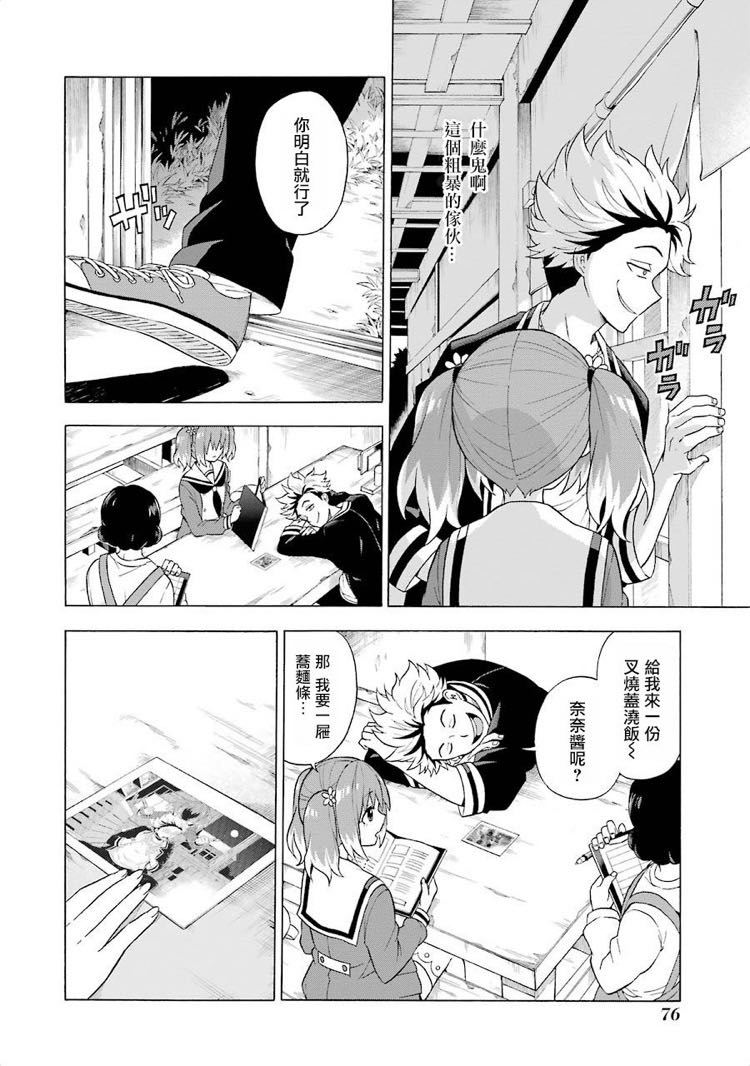 什麼鬼啊
這個粗暴的傢伙…
ガラ
ガラ
你明白就行了
ザッ
給我來一份
叉燒蓋澆飯~
奈奈醬呢?
那 我要一屜
蕎麵條…
76